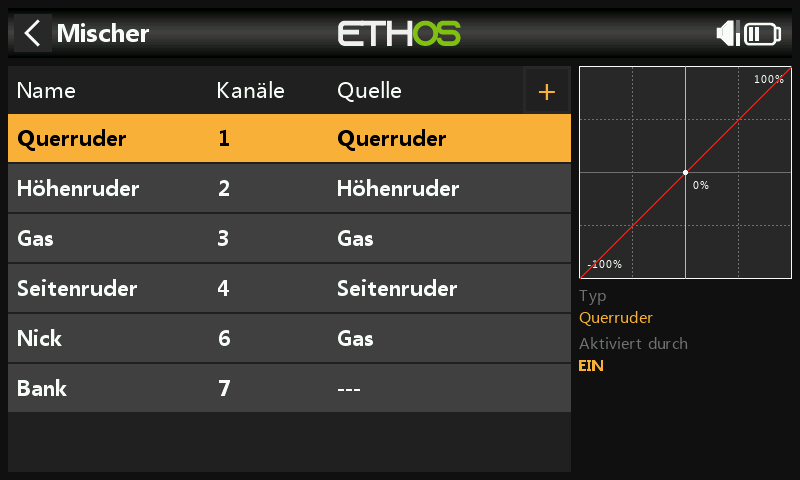 Mischer
ETHOS
Name Kanäle Quelle +
Querruder 1 Querruder
Höhenruder 2 Höhenruder
Gas 3 Gas
Seitenruder 4 Seitenruder
Nick 6 Gas
Bank 7 ---
100%
0%
-100%
Typ
Querruder
Aktiviert durch
EIN